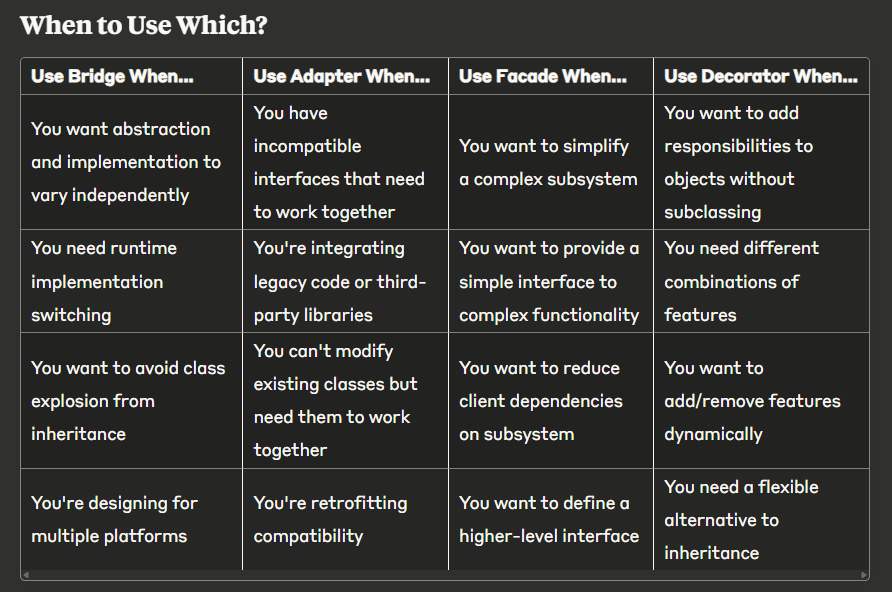 When to Use Which?
Use Bridge When...
Use Adapter When...
Use Facade When...
Use Decorator When...
You want abstraction
and implementation to
vary independently
You have
incompatible
interfaces that need
to work together
You want to simplify
a complex subsystem
You want to add
responsibilities to
objects without
subclassing
You need runtime
implementation
switching
You're integrating
legacy code or third-
party libraries
You want to provide a
simple interface to
complex functionality
You need different
combinations of
features
You want to avoid class
explosion from
inheritance
You can't modify
existing classes but
need them to work
together
You want to reduce
client dependencies
on subsystem
You want to
add/remove features
dynamically
You're designing for
multiple platforms
You're retrofitting
compatibility
You want to define a
higher-level interface
You need a flexible
alternative to
inheritance